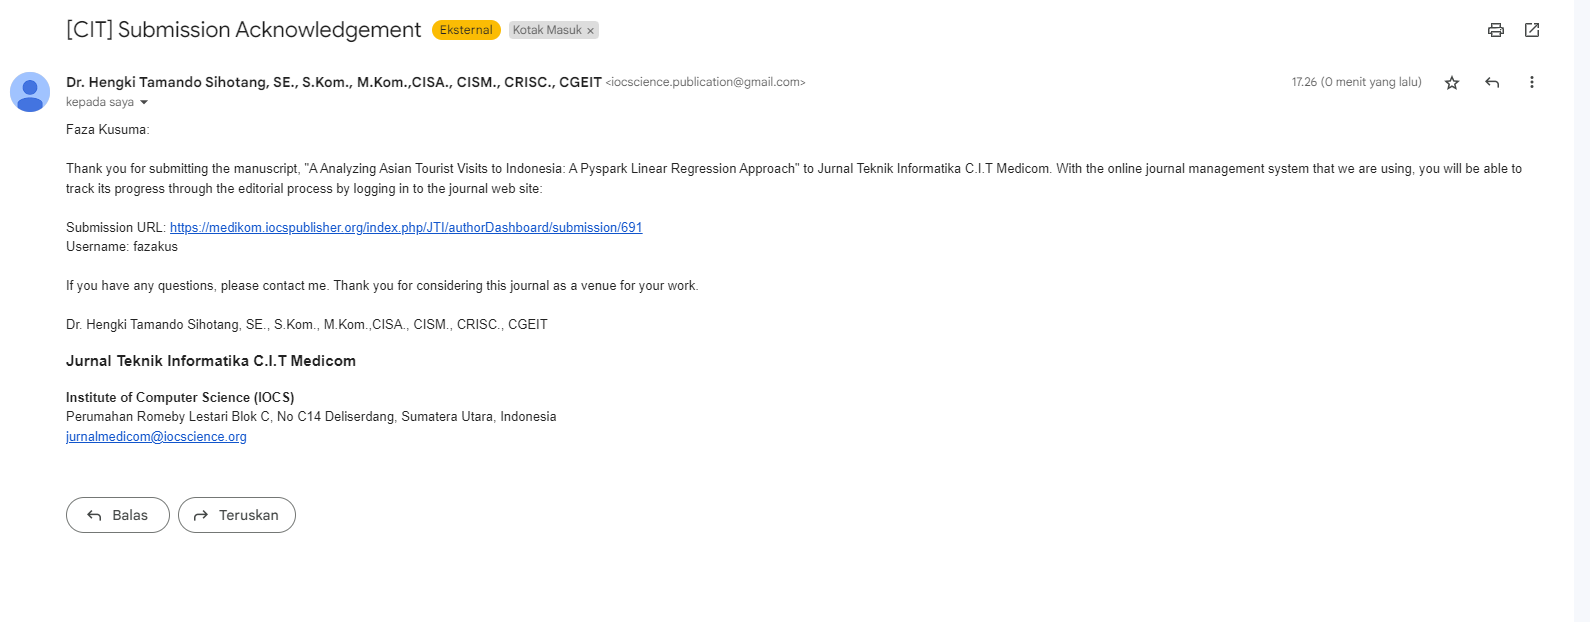 [CIT] Submission Acknowledgement Eksternal Kotak Masuk ×
Dr. Hengki Tamando Sihotang, SE., S.Kom., M.Kom.,CISA., CISM., CRISC., CGEIT <iocscience.publication@gmail.com> 17.26 (0 menit yang lalu)
kepada saya
Faza Kusuma:
Thank you for submitting the manuscript, "A Analyzing Asian Tourist Visits to Indonesia: A Pyspark Linear Regression Approach" to Jurnal Teknik Informatika C.I.T Medicom. With the online journal management system that we are using, you will be able to
track its progress through the editorial process by logging in to the journal web site:
Submission URL: https://medikom.iocspublisher.org/index.php/JTI/authorDashboard/submission/691
Username: fazakus
If you have any questions, please contact me. Thank you for considering this journal as a venue for your work.
Dr. Hengki Tamando Sihotang, SE., S.Kom., M.Kom.,CISA., CISM., CRISC., CGEIT
Jurnal Teknik Informatika C.I.T Medicom
Institute of Computer Science (IOCS)
Perumahan Romeby Lestari Blok C, No C14 Deliserdang, Sumatera Utara, Indonesia
jurnalmedicom@iocscience.org
Balas Teruskan